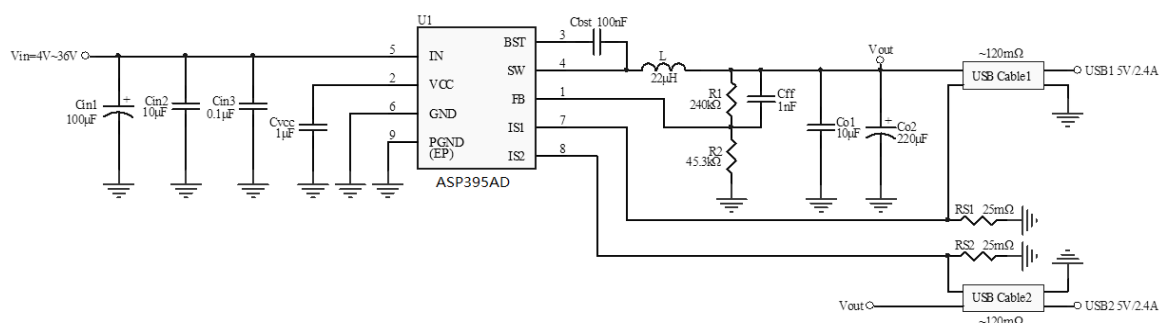 U1
Cbst 100nF
Vin=4V~36V
5
IN
BST
3
L
22μH
Vout
~120mΩ
USB Cable1
USB1 5V/2.4A
2
VCC
SW
4
Cin1
100μF
+
Cin2
10μF
Cin3
0.1μF
Cvcc
1μF
6
GND
FB
1
R1
240kΩ
Cff
1nF
9
PGND
(EP)
IS1
7
IS2
8
R2
45.3kΩ
Co1
10μF
+
Co2
220μF
ASP395AD
RS1 25mΩ
RS2 25mΩ
USB Cable2
Vout
USB2 5V/2.4A
~120mΩ